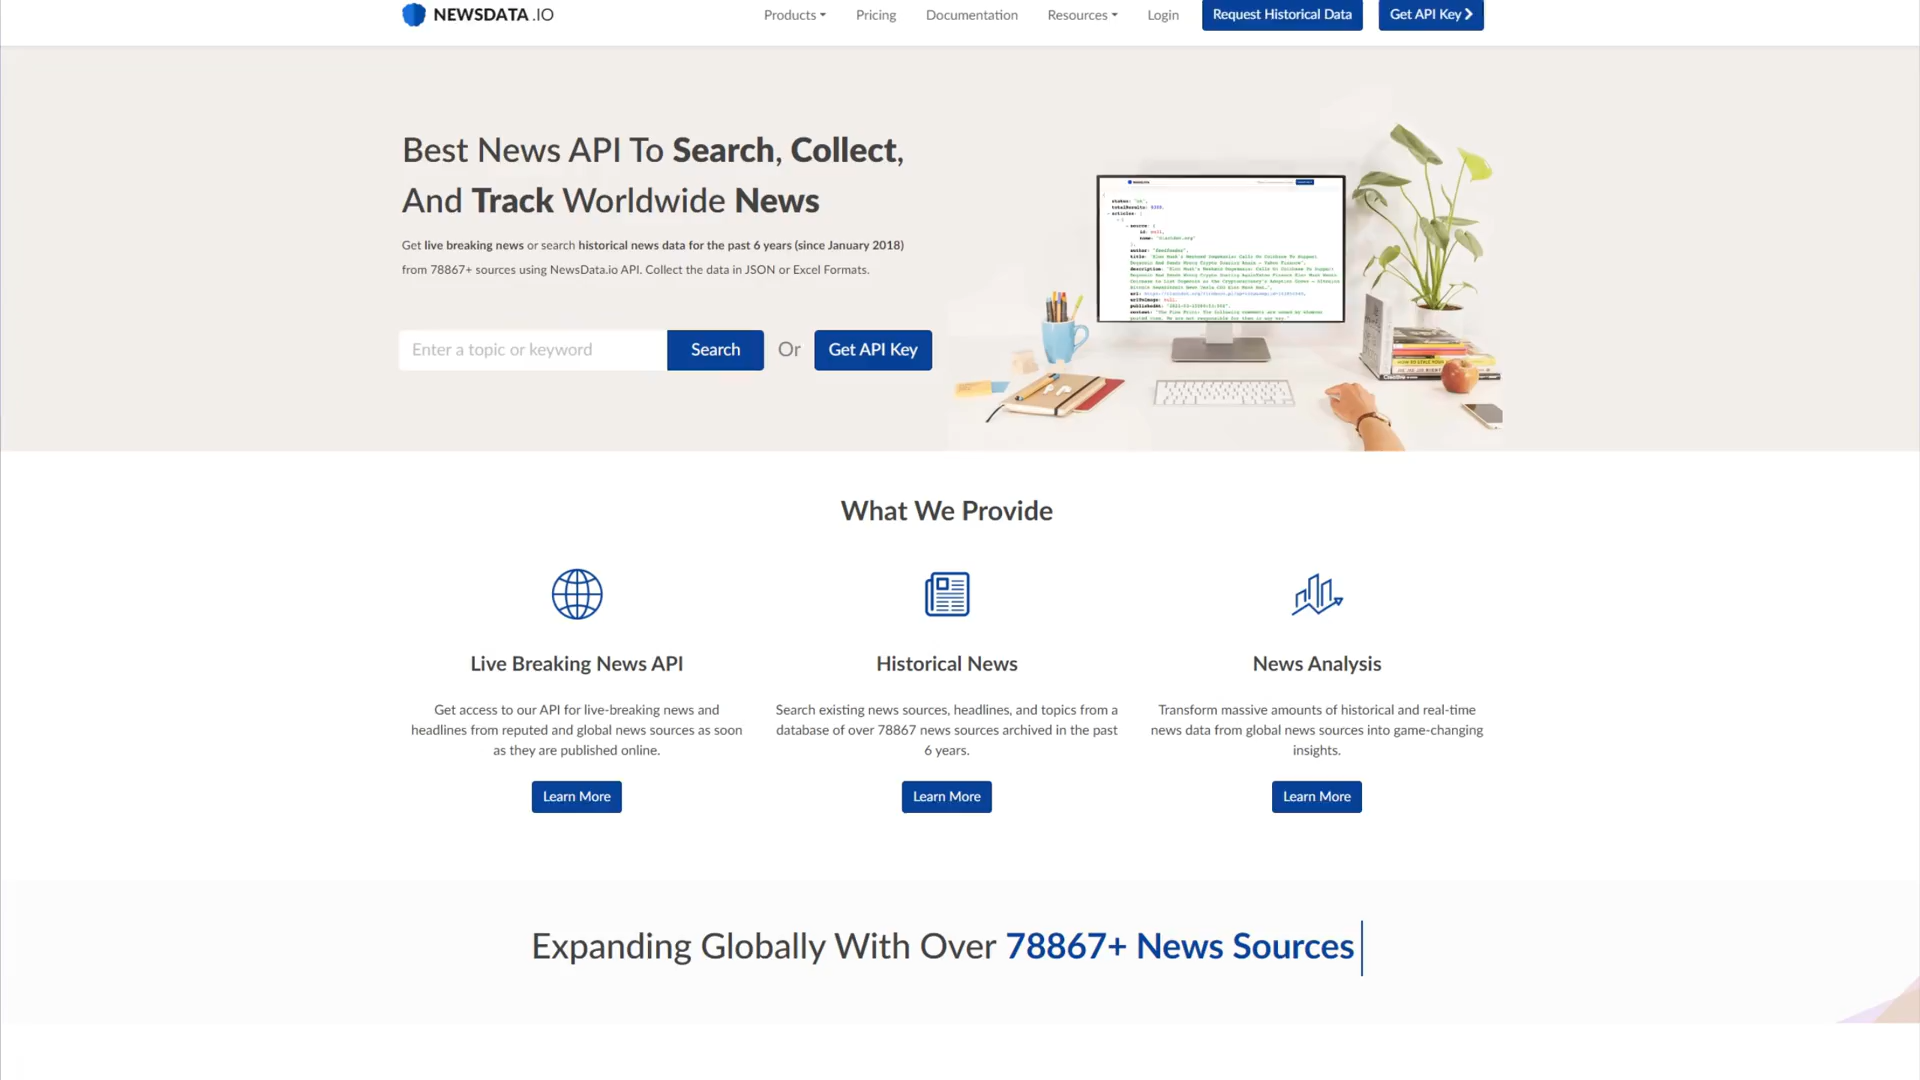 NEWSDATA.IO
Products Pricing Documentation Resources Login Request Historical Data Get API Key
Best News API To Search, Collect,
And Track Worldwide News
Get live breaking news or search historical news data for the past 6 years (since January 2018)
from 78867+ sources using NewsData.io API. Collect the data in JSON or Excel Formats.
Enter a topic or keyword Search Or Get API Key
What We Provide
Live Breaking News API
Get access to our API for live-breaking news and
headlines from reputed and global news sources as soon
as they are published online.
Learn More
Historical News
Search existing news sources, headlines, and topics from a
database of over 78867 news sources archived in the past
6 years.
Learn More
News Analysis
Transform massive amounts of historical and real-time
news data from global news sources into game-changing
insights.
Learn More
Expanding Globally With Over 78867+ News Sources